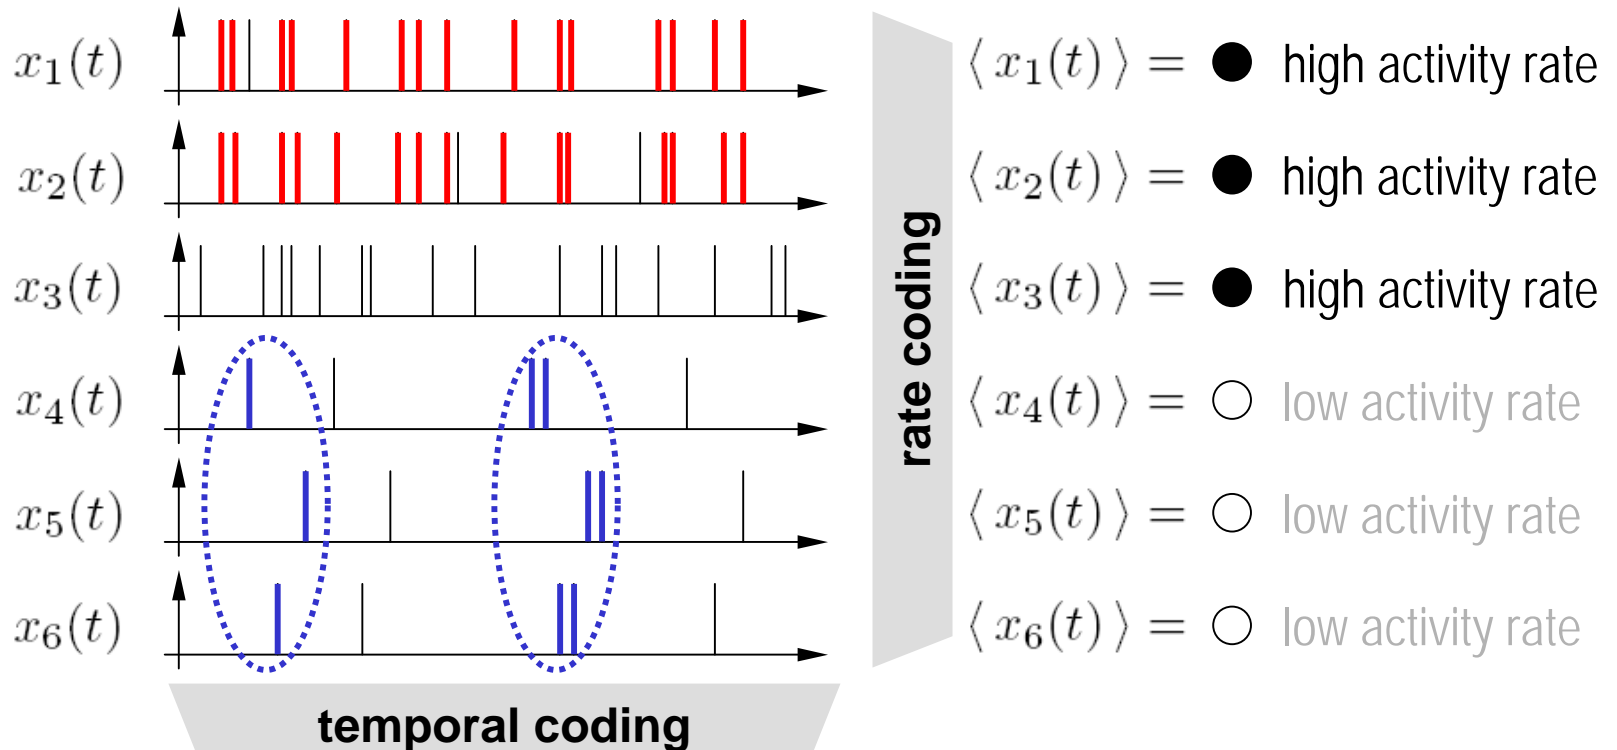 x₁(t)
x₂(t)
x₃(t)
x₄(t)
x₅(t)
x₆(t)
temporal coding
rate coding
⟨ x₁(t) ⟩ = ● high activity rate
⟨ x₂(t) ⟩ = ● high activity rate
⟨ x₃(t) ⟩ = ● high activity rate
⟨ x₄(t) ⟩ = ○ low activity rate
⟨ x₅(t) ⟩ = ○ low activity rate
⟨ x₆(t) ⟩ = ○ low activity rate